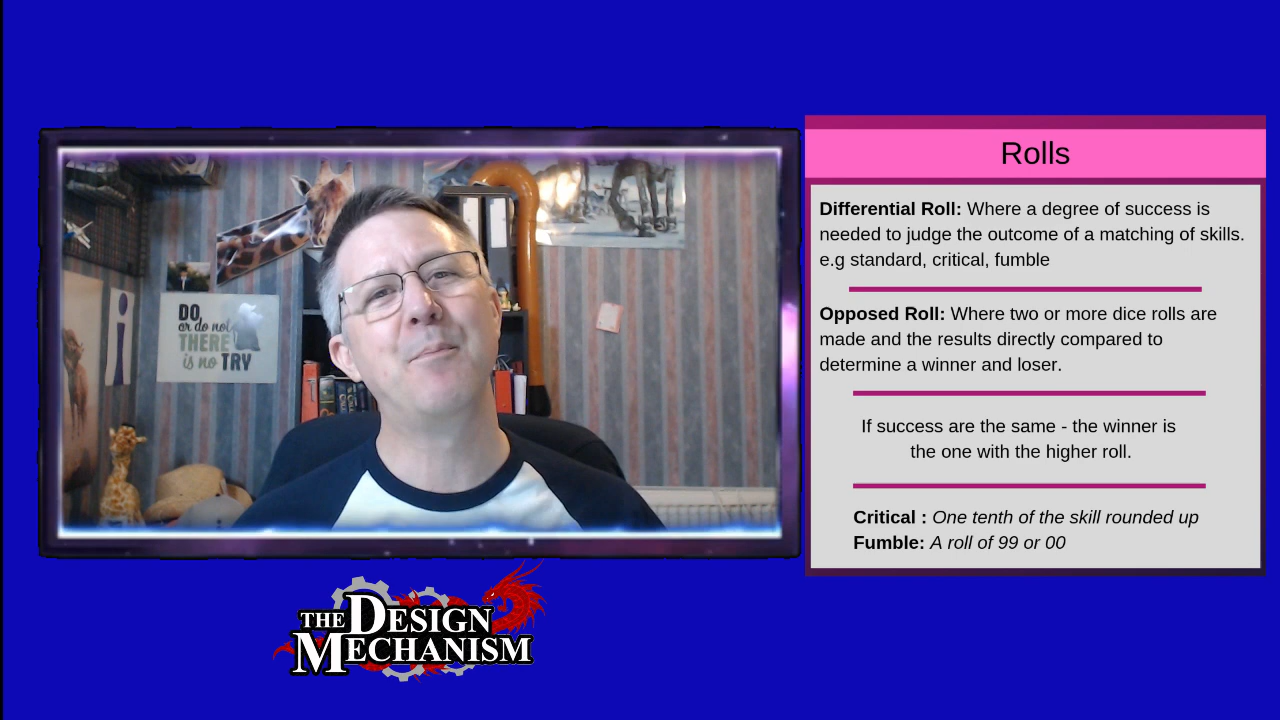 DO,
or do not
THERE
is no TRY
i
THE DESIGN
MECHANISM
Rolls
Differential Roll: Where a degree of success is
needed to judge the outcome of a matching of skills.
e.g standard, critical, fumble
Opposed Roll: Where two or more dice rolls are
made and the results directly compared to
determine a winner and loser.
If success are the same - the winner is
the one with the higher roll.
Critical : One tenth of the skill rounded up
Fumble: A roll of 99 or 00